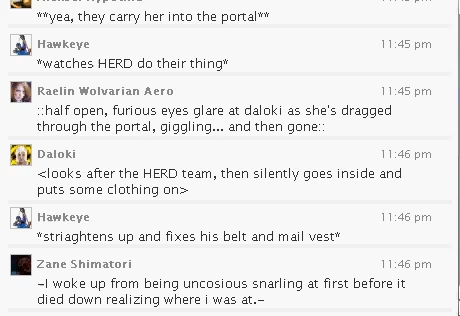 **yea, they carry her into the portal**
Hawkeye 11:45 pm
*watches HERD do their thing*
Raelin Wolvarian Aero 11:45 pm
::half open, furious eyes glare at daloki as she's dragged
through the portal, giggling... and then gone::
Daloki 11:46 pm
<looks after the HERD team, then silently goes inside and
puts some clothing on>
Hawkeye 11:46 pm
*striaghtens up and fixes his belt and mail vest*
Zane Shimatori 11:46 pm
~I woke up from being uncosious snarling at first before it
died down realizing where i was at.~